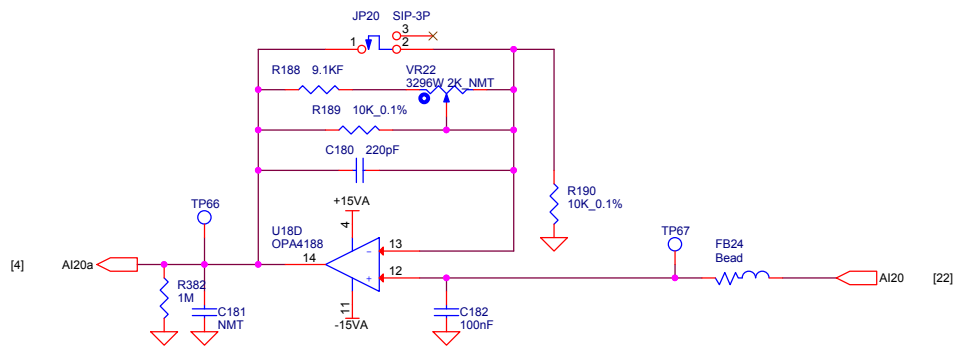 JP20 SIP-3P
3
1 2
R188 9.1KF VR22
3296W 2K_NMT
R189 10K_0.1%
C180 220pF
R190
10K_0.1%
+15VA
TP66
4
U18D
OPA4188
TP67
FB24
Bead
13
14
12
[4] AI20a
AI20 [22]
R382
1M
C181
NMT
11
-15VA
C182
100nF